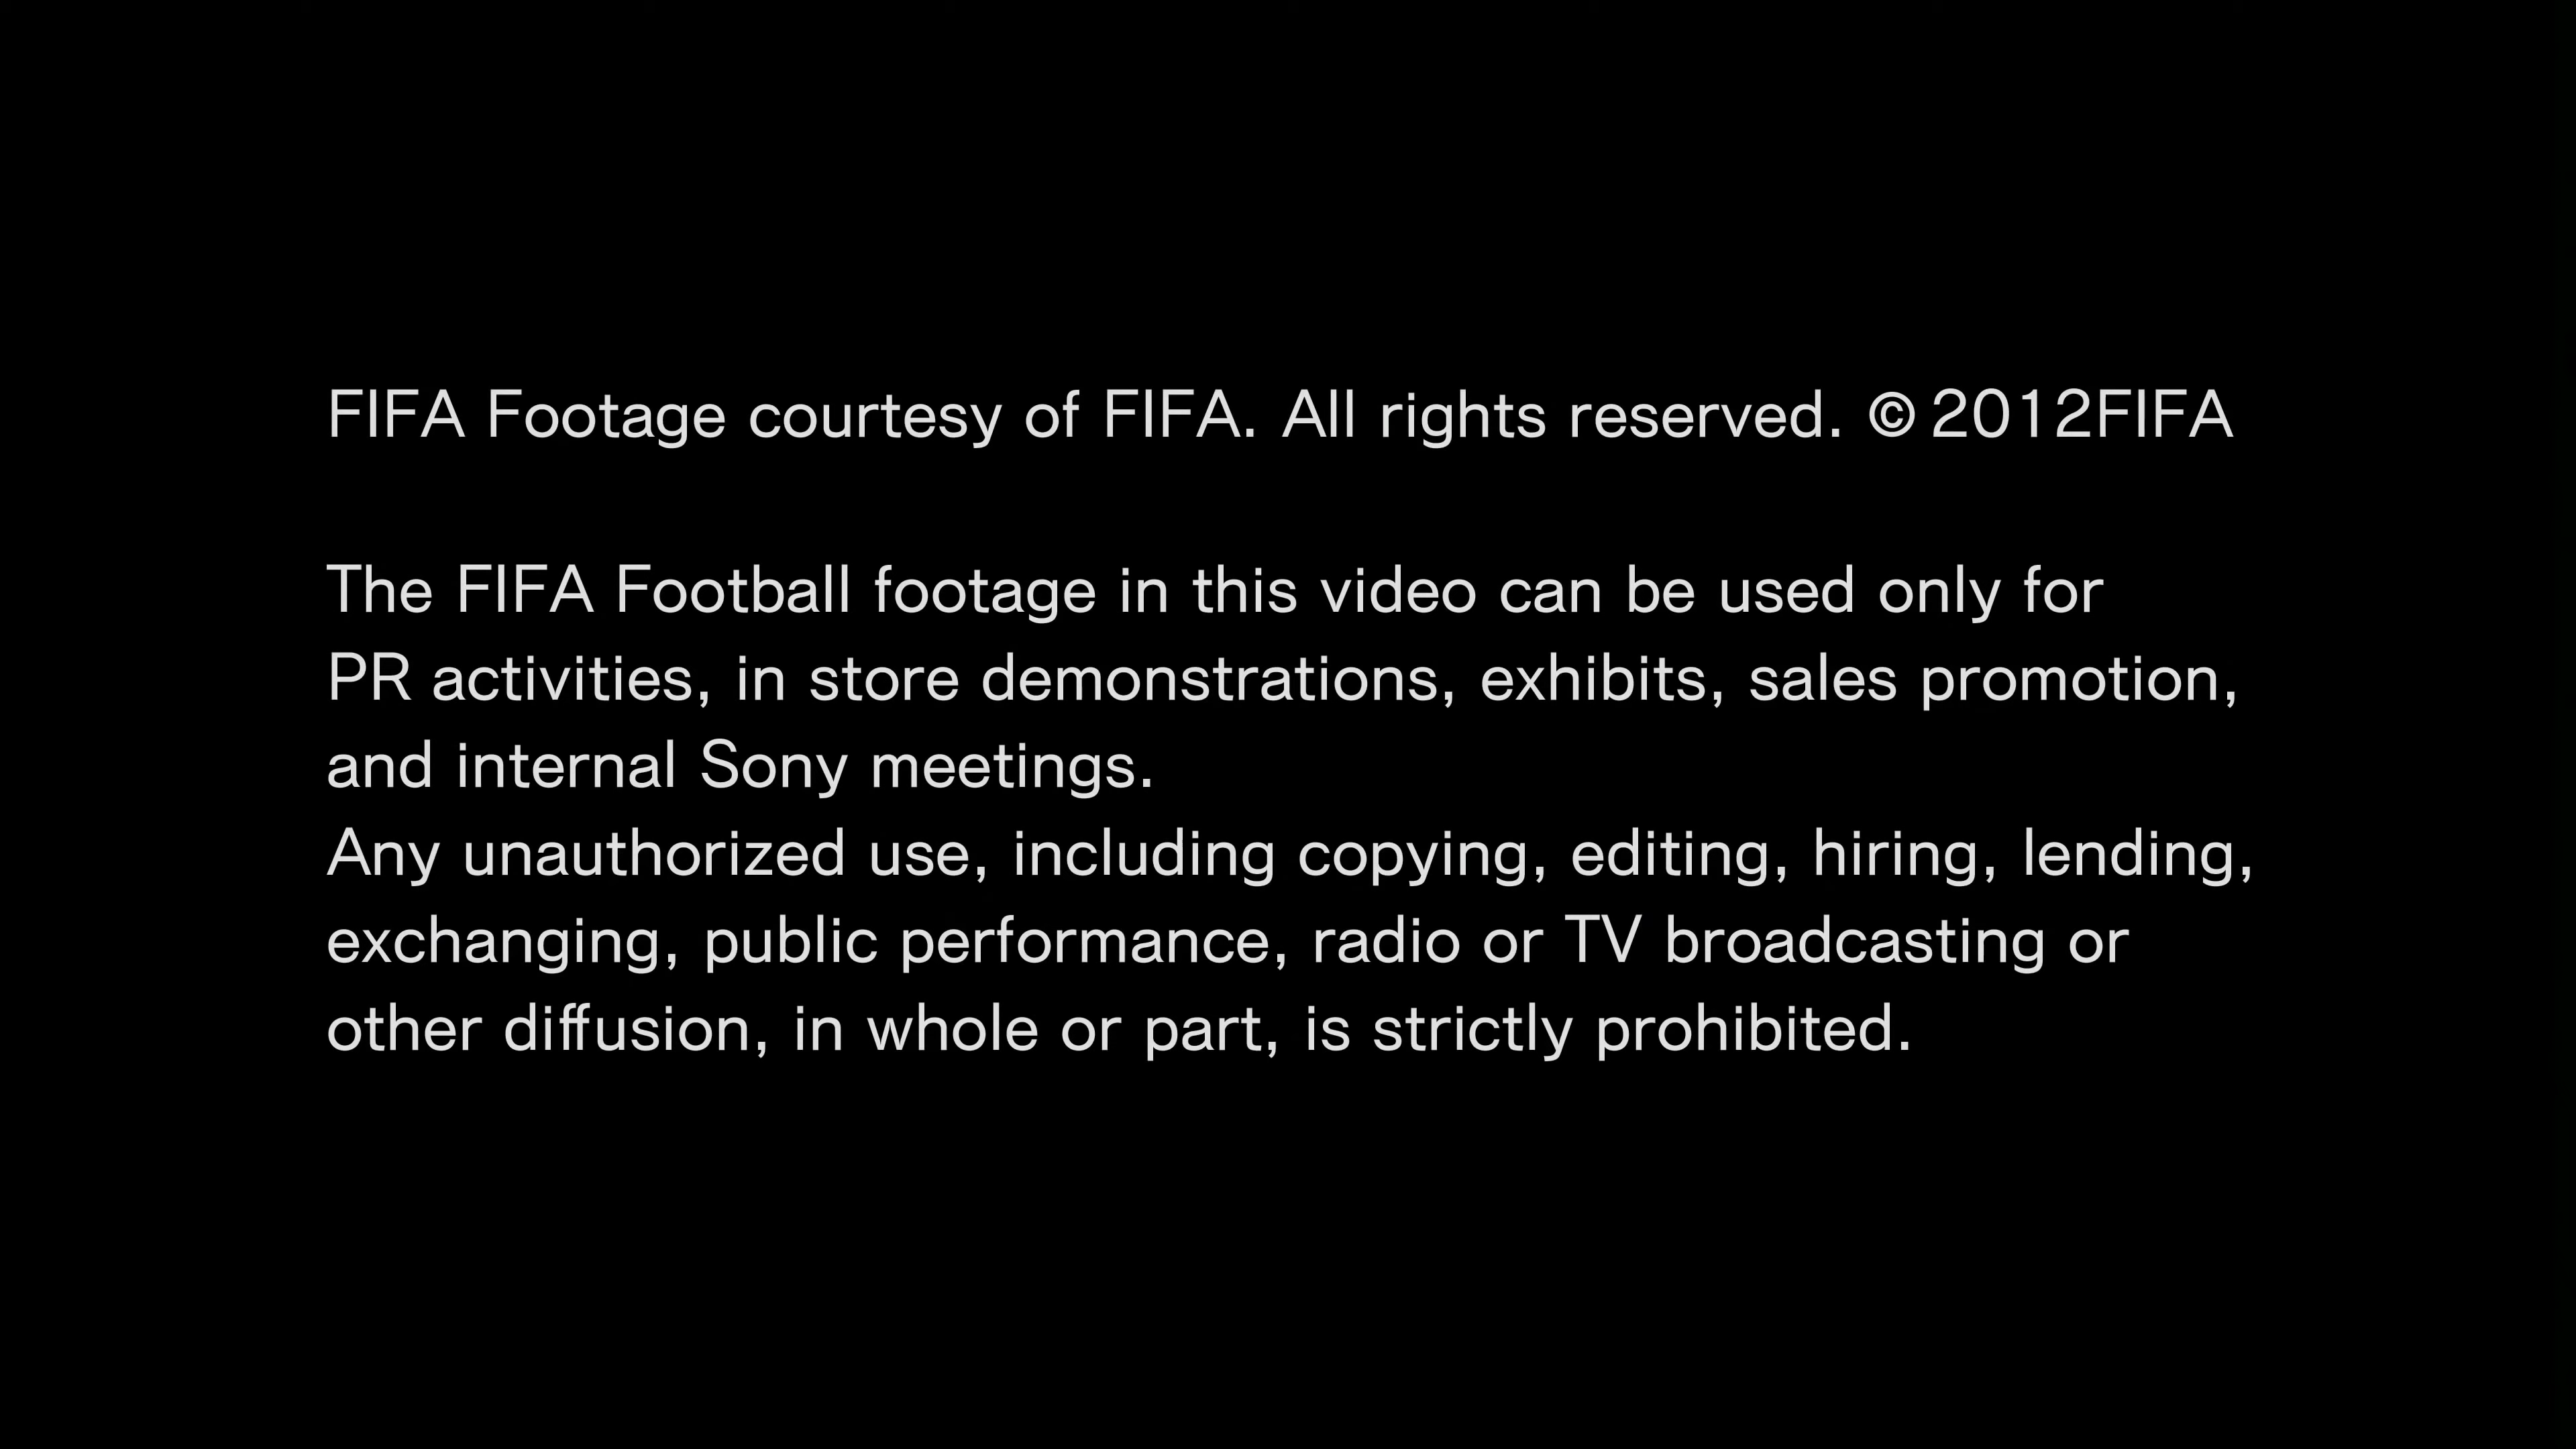 FIFA Footage courtesy of FIFA. All rights reserved. © 2012FIFA
The FIFA Football footage in this video can be used only for
PR activities, in store demonstrations, exhibits, sales promotion,
and internal Sony meetings.
Any unauthorized use, including copying, editing, hiring, lending,
exchanging, public performance, radio or TV broadcasting or
other diffusion, in whole or part, is strictly prohibited.